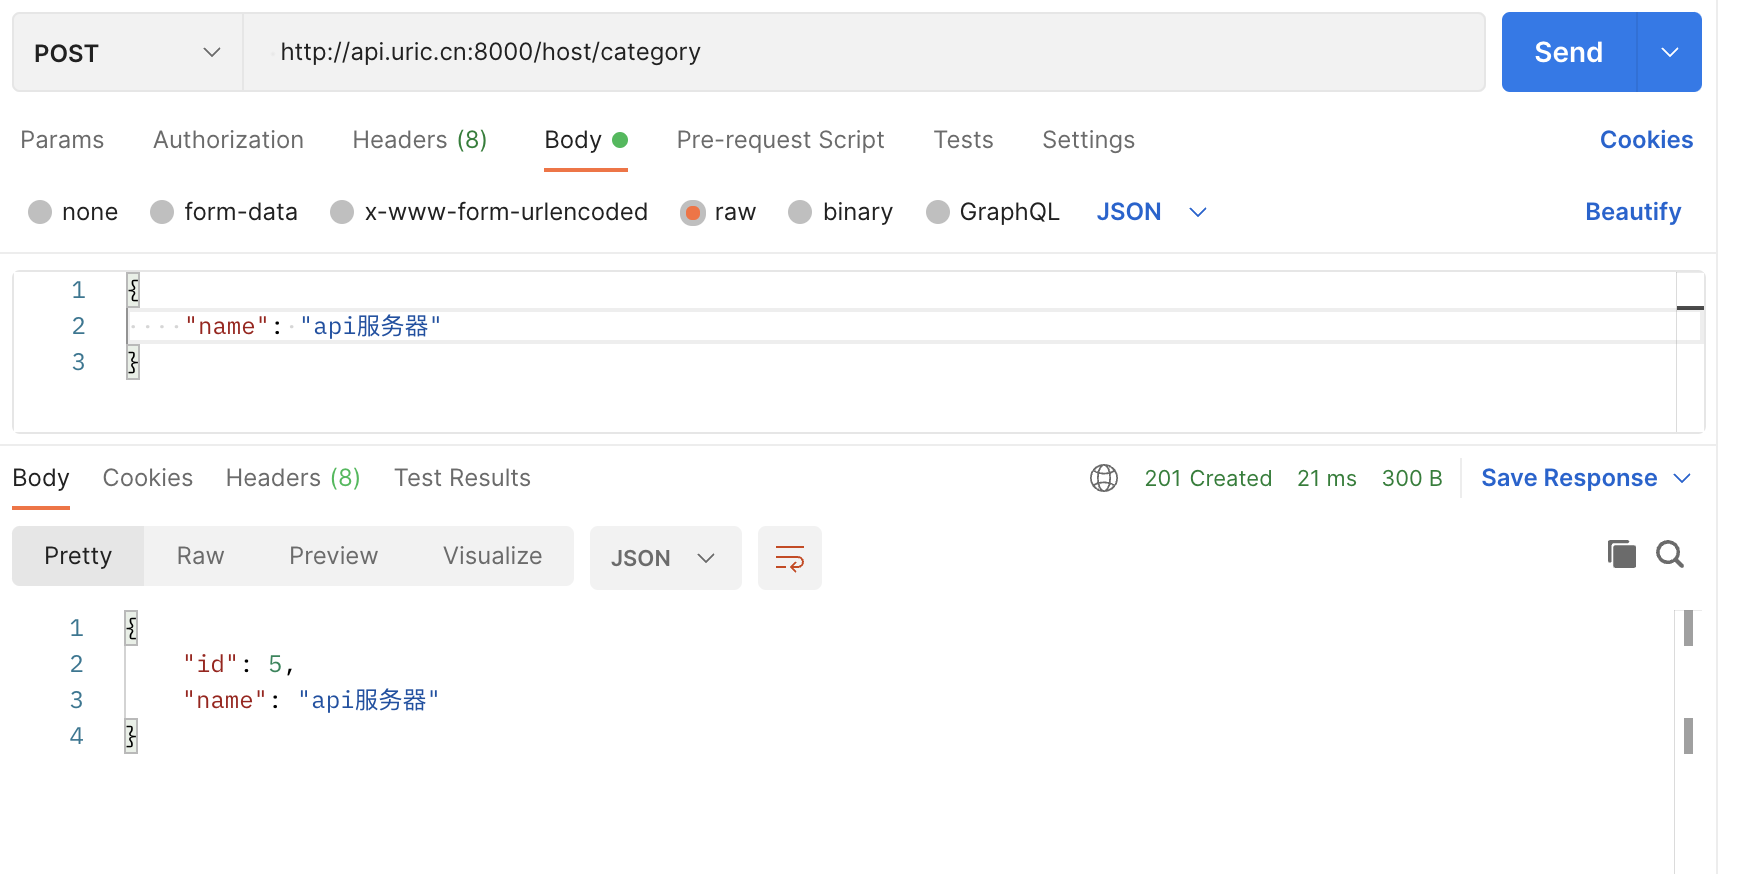 POST http://api.uric.cn:8000/host/category Send
Params Authorization Headers (8) Body Pre-request Script Tests Settings Cookies
none form-data x-www-form-urlencoded raw binary GraphQL JSON Beautify
1 {
2 "name": "api服务器"
3 }
Body Cookies Headers (8) Test Results 201 Created 21 ms 300 B Save Response
Pretty Raw Preview Visualize JSON
1 {
2 "id": 5,
3 "name": "api服务器"
4 }